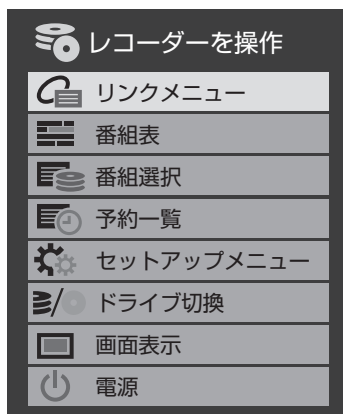 レコーダーを操作
リンクメニュー
番組表
番組選択
予約一覧
セットアップメニュー
ドライブ切換
画面表示
電源